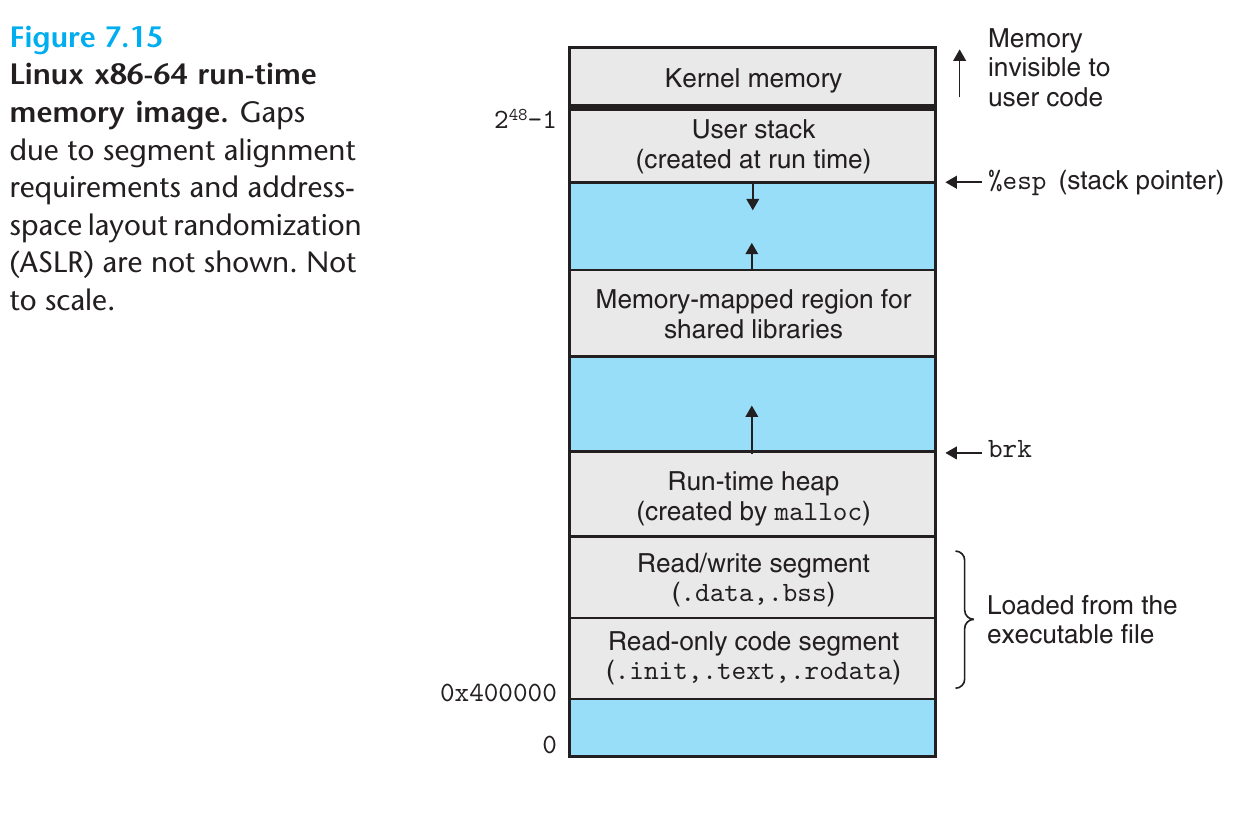 Figure 7.15
Linux x86-64 run-time
memory image. Gaps
due to segment alignment
requirements and address-
space layout randomization
(ASLR) are not shown. Not
to scale.
Kernel memory
Memory
invisible to
user code
2⁴⁸−1
User stack
(created at run time)
%esp (stack pointer)
Memory-mapped region for
shared libraries
brk
Run-time heap
(created by malloc)
Read/write segment
(.data,.bss)
Loaded from the
executable file
Read-only code segment
(.init,.text,.rodata)
0x400000
0